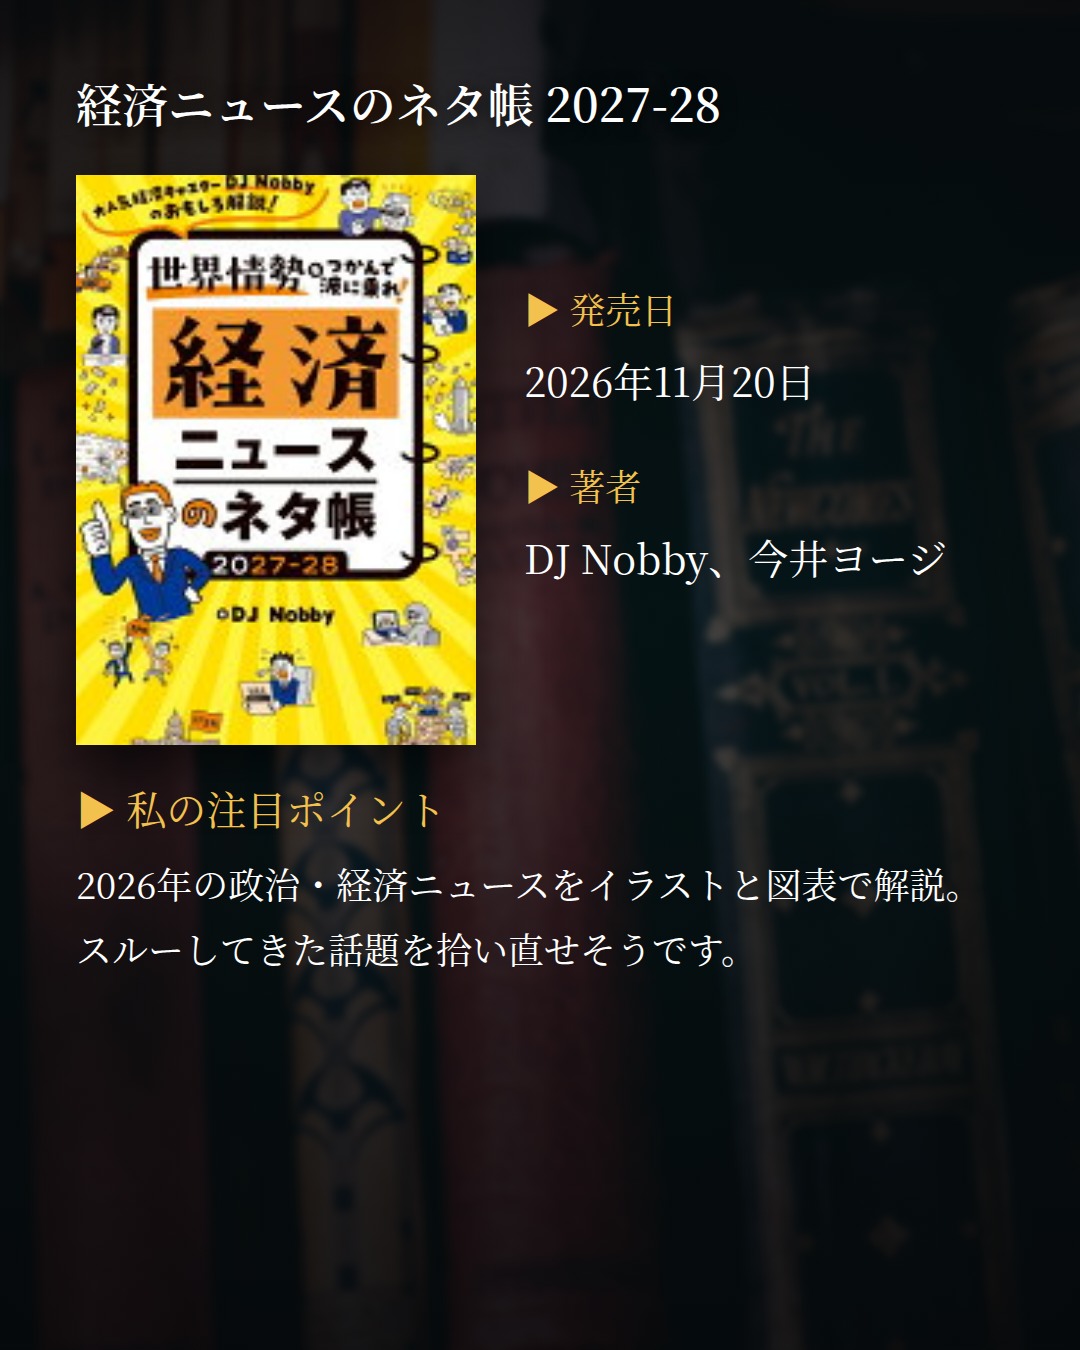 経済ニュースのネタ帳 2027-28
大人気経済キャスター DJ Nobby
のおもしろ解説!
世界情勢をつかんで
波に乗れ!
経済
ニュース
のネタ帳
2027-28
DJ Nobby
▶ 発売日
2026年11月20日
▶ 著者
DJ Nobby、今井ヨージ
▶ 私の注目ポイント
2026年の政治・経済ニュースをイラストと図表で解説。
スルーしてきた話題を拾い直せそうです。
THE
VOL. I.